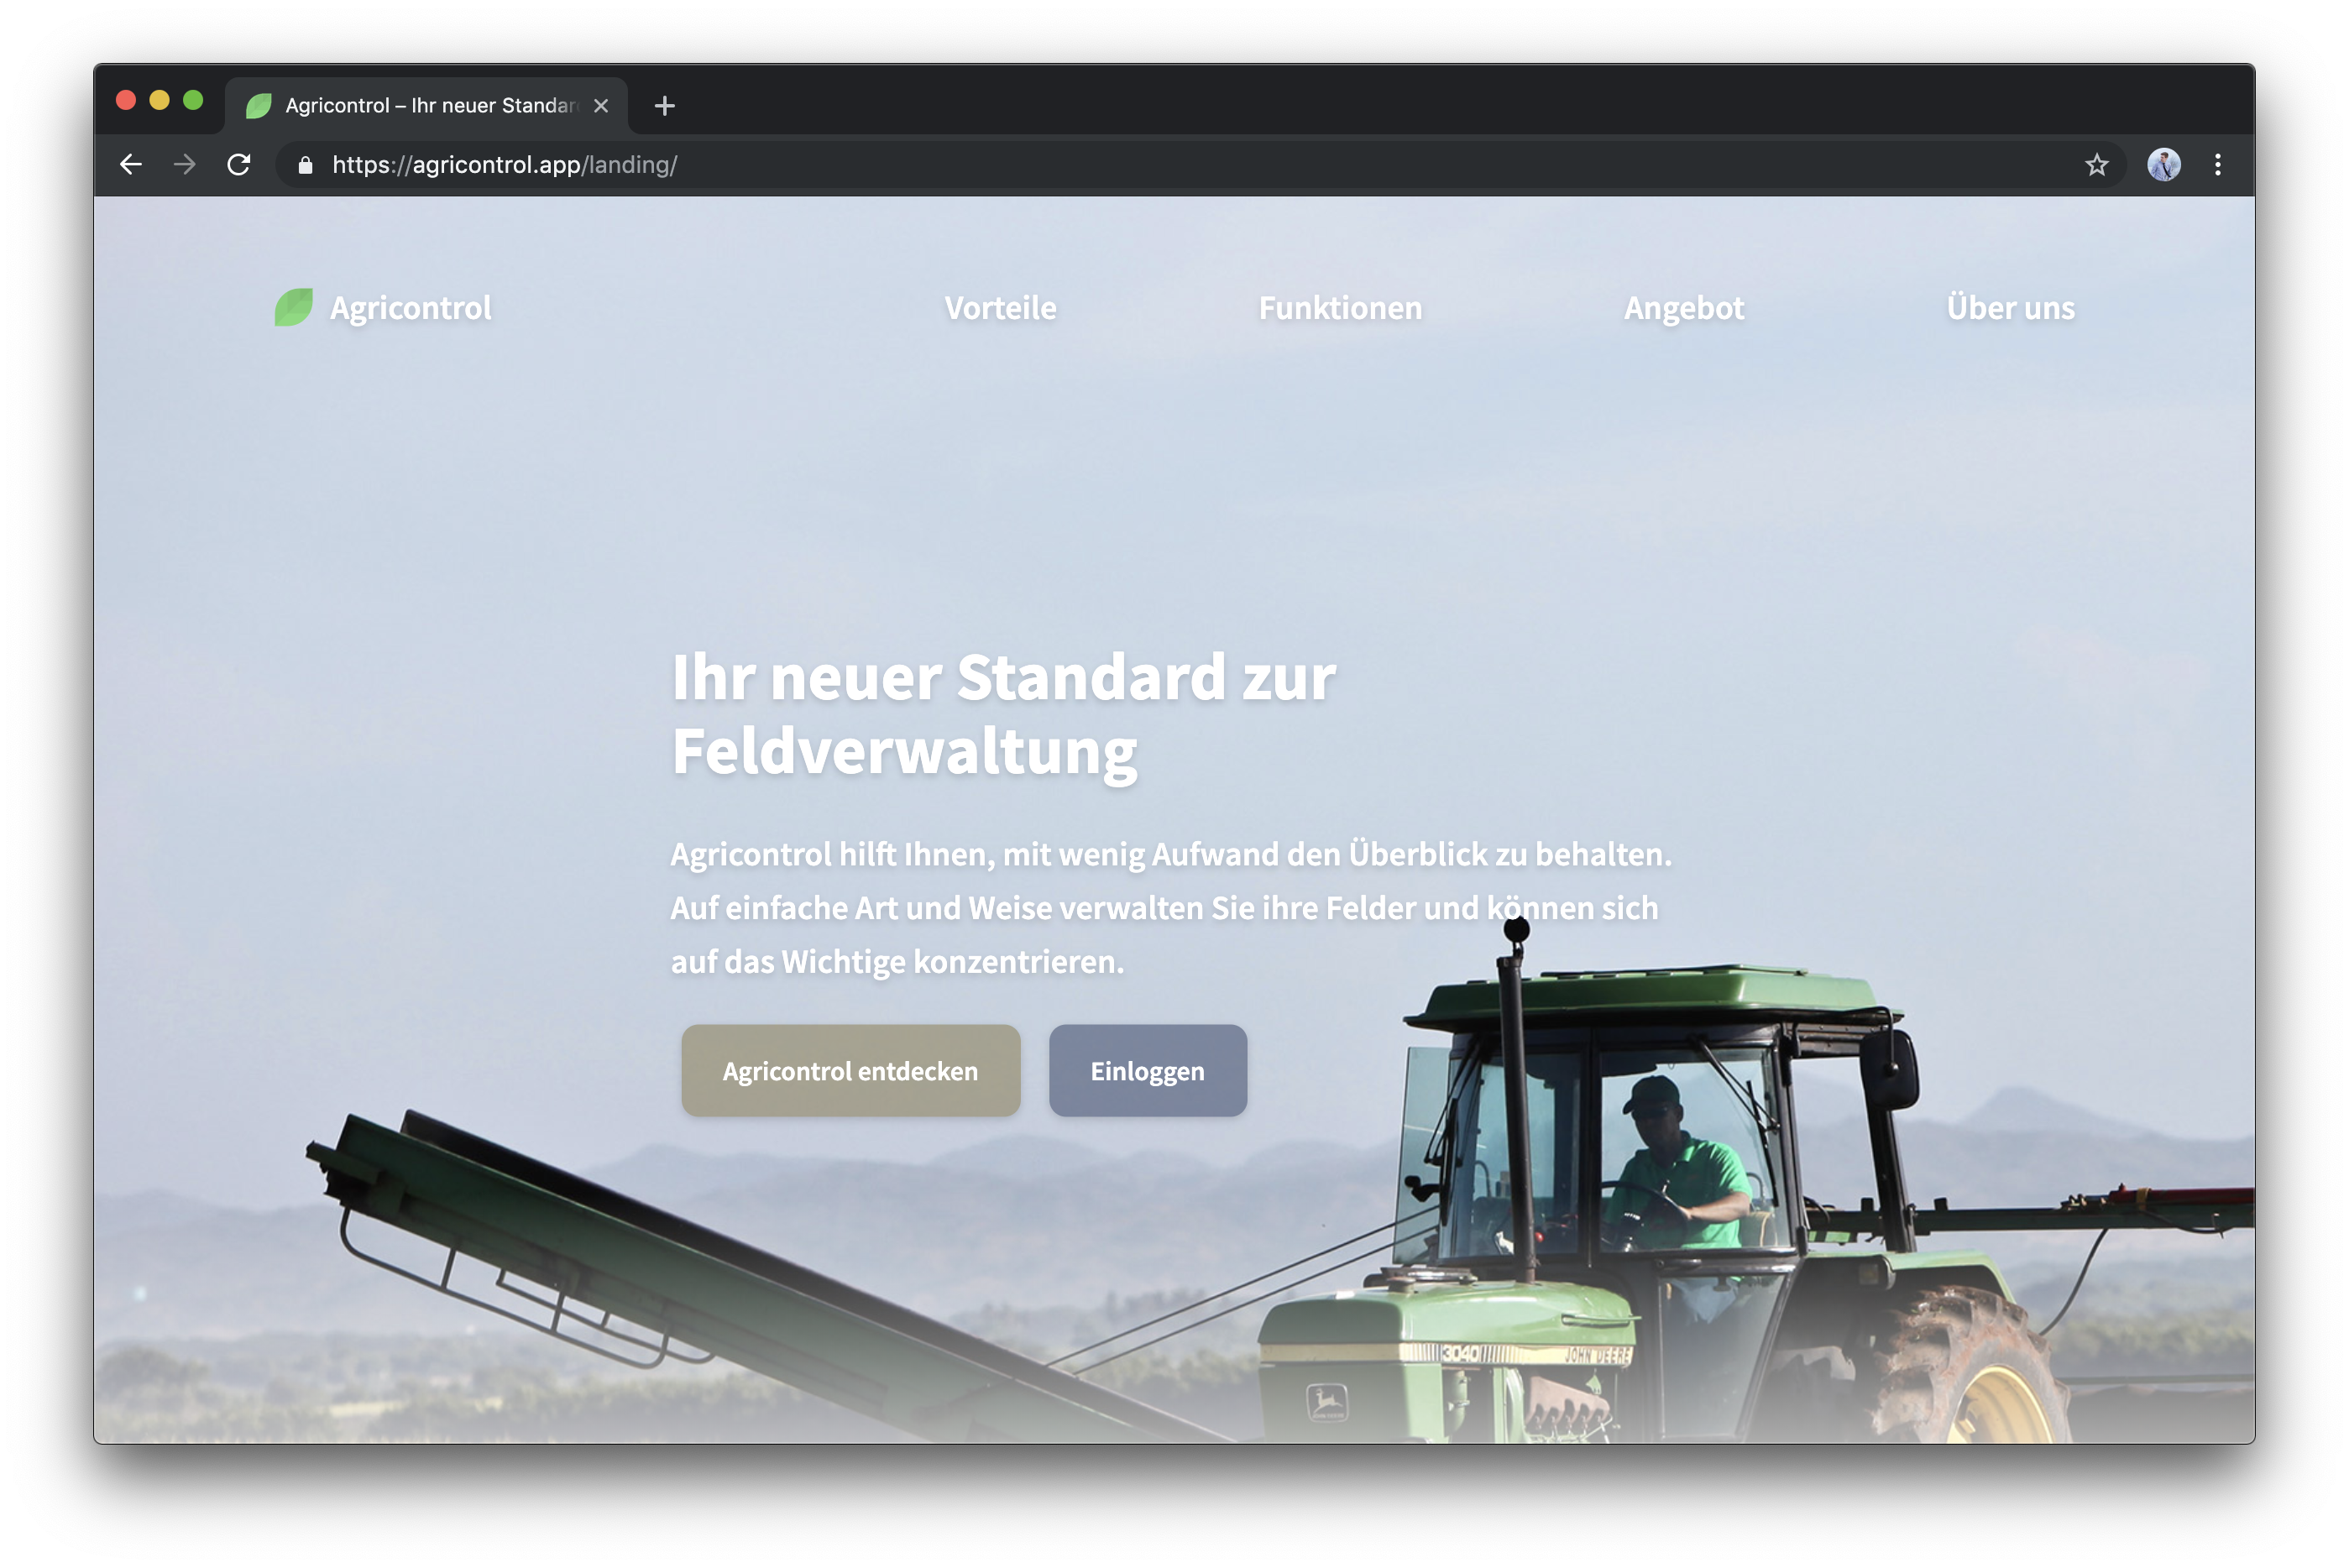 Agricontrol – Ihr neuer Standar
https://agricontrol.app/landing/
Agricontrol
Vorteile
Funktionen
Angebot
Über uns
Ihr neuer Standard zur
Feldverwaltung
Agricontrol hilft Ihnen, mit wenig Aufwand den Überblick zu behalten.
Auf einfache Art und Weise verwalten Sie ihre Felder und können sich
auf das Wichtige konzentrieren.
Agricontrol entdecken
Einloggen
3040
JOHN DEERE
JOHN DEERE